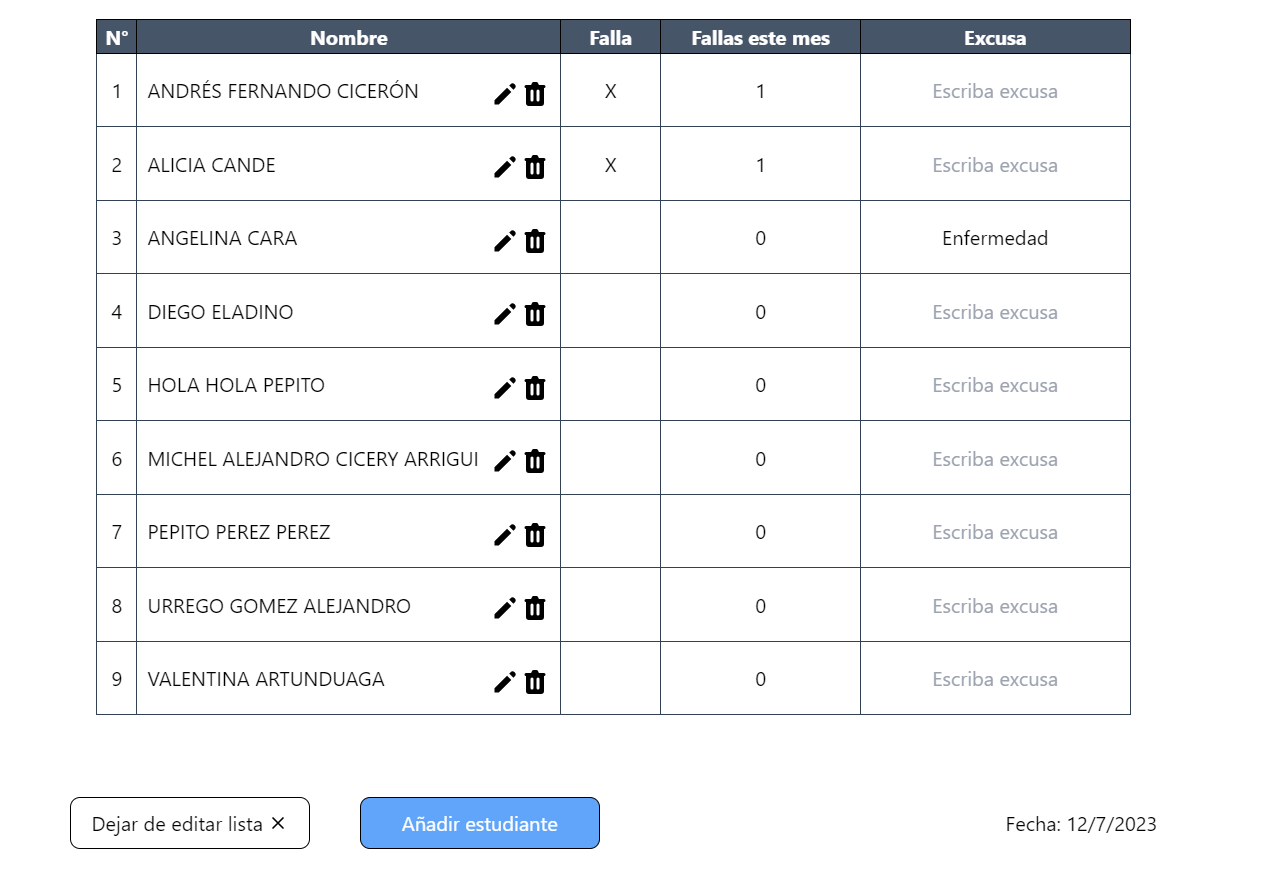 N° Nombre Falla Fallas este mes Excusa
1 ANDRÉS FERNANDO CICERÓN X 1 Escriba excusa
2 ALICIA CANDE X 1 Escriba excusa
3 ANGELINA CARA 0 Enfermedad
4 DIEGO ELADINO 0 Escriba excusa
5 HOLA HOLA PEPITO 0 Escriba excusa
6 MICHEL ALEJANDRO CICERY ARRIGUI 0 Escriba excusa
7 PEPITO PEREZ PEREZ 0 Escriba excusa
8 URREGO GOMEZ ALEJANDRO 0 Escriba excusa
9 VALENTINA ARTUNDUAGA 0 Escriba excusa
Dejar de editar lista ✕ Añadir estudiante Fecha: 12/7/2023